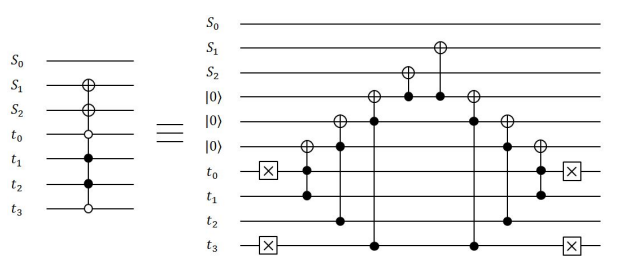 S₀
S₁
S₂
t₀
t₁
t₂
t₃
S₀
S₁
S₂
|0⟩
|0⟩
|0⟩
t₀
t₁
t₂
t₃